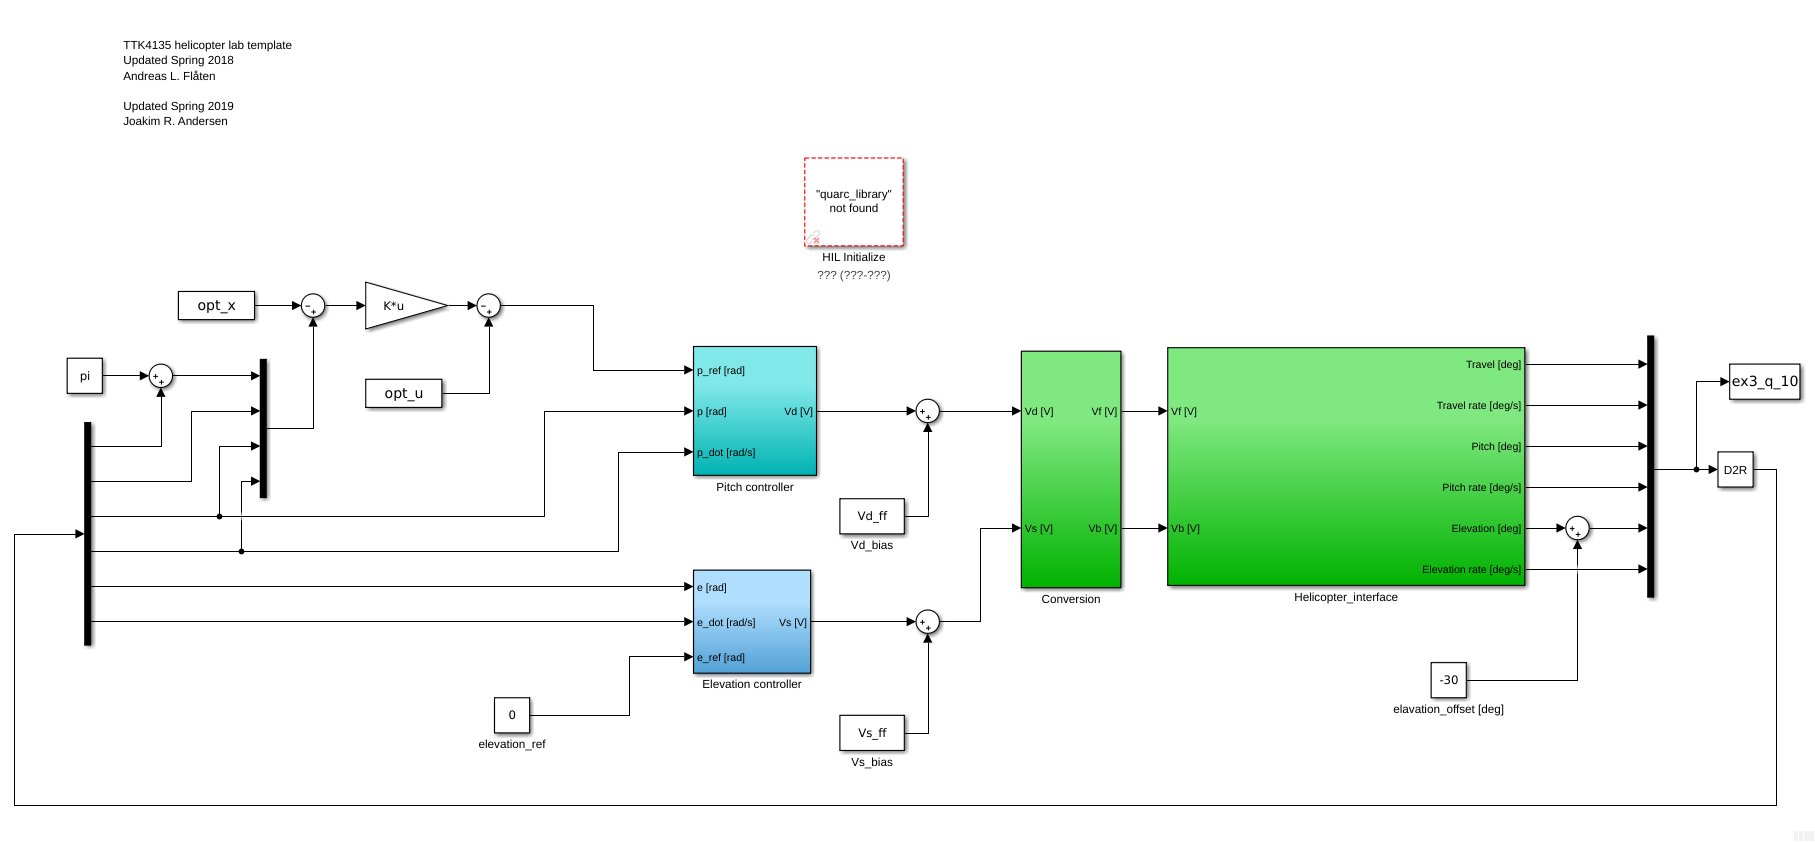 TTK4135 helicopter lab template
Updated Spring 2018
Andreas L. Flåten
Updated Spring 2019
Joakim R. Andersen
"quarc_library"
not found
HIL Initialize
??? (???-???)
opt_x
−
+
K*u
−
+
pi
+
+
opt_u
p_ref [rad]
p [rad]
Vd [V]
p_dot [rad/s]
Pitch controller
+
+
Vd_ff
Vd_bias
Vd [V]
Vf [V]
Vs [V]
Vb [V]
Conversion
Vf [V]
Vb [V]
Travel [deg]
Travel rate [deg/s]
Pitch [deg]
Pitch rate [deg/s]
Elevation [deg]
Elevation rate [deg/s]
Helicopter_interface
+
+
ex3_q_10
D2R
e [rad]
e_dot [rad/s]
Vs [V]
e_ref [rad]
Elevation controller
+
+
0
elevation_ref
Vs_ff
Vs_bias
-30
elavation_offset [deg]